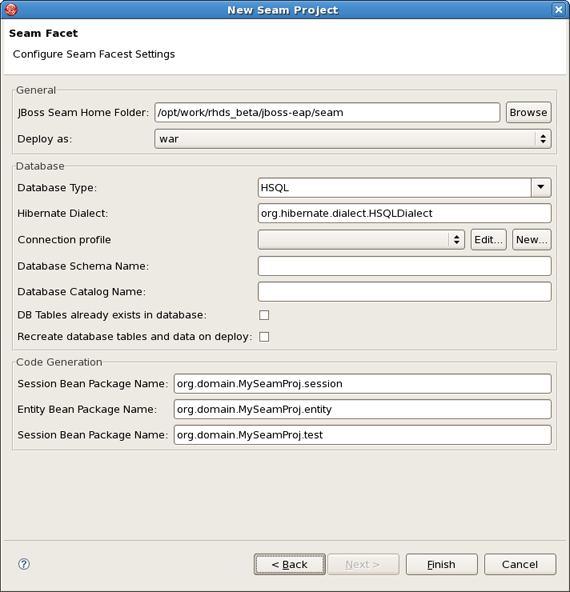 New Seam Project
Seam Facet
Configure Seam Facest Settings
General
JBoss Seam Home Folder: /opt/work/rhds_beta/jboss-eap/seam Browse
Deploy as: war
Database
Database Type: HSQL
Hibernate Dialect: org.hibernate.dialect.HSQLDialect
Connection profile Edit... New...
Database Schema Name:
Database Catalog Name:
DB Tables already exists in database:
Recreate database tables and data on deploy:
Code Generation
Session Bean Package Name: org.domain.MySeamProj.session
Entity Bean Package Name: org.domain.MySeamProj.entity
Session Bean Package Name: org.domain.MySeamProj.test
? < Back Next > Finish Cancel